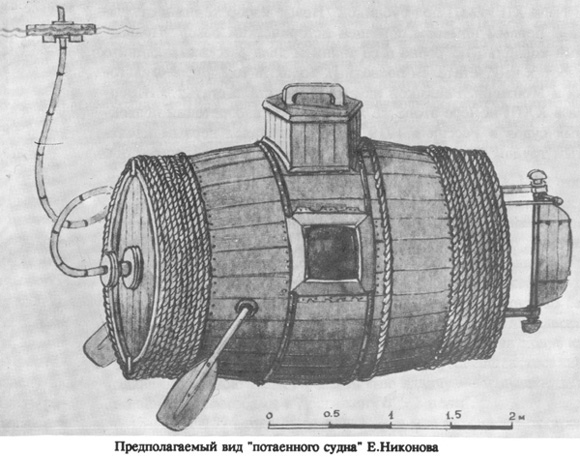 0 0.5 1 1.5 2 м
Предполагаемый вид "потаенного судна" Е.Никонова